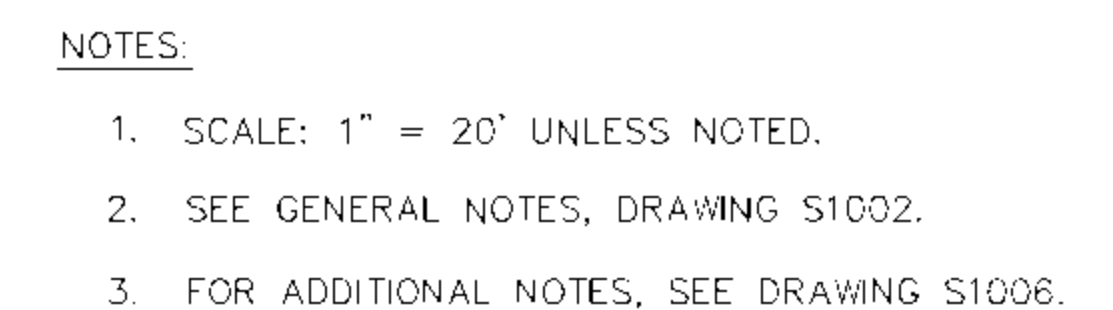 NOTES:
1. SCALE: 1" = 20' UNLESS NOTED.
2. SEE GENERAL NOTES, DRAWING S1002.
3. FOR ADDITIONAL NOTES, SEE DRAWING S1006.